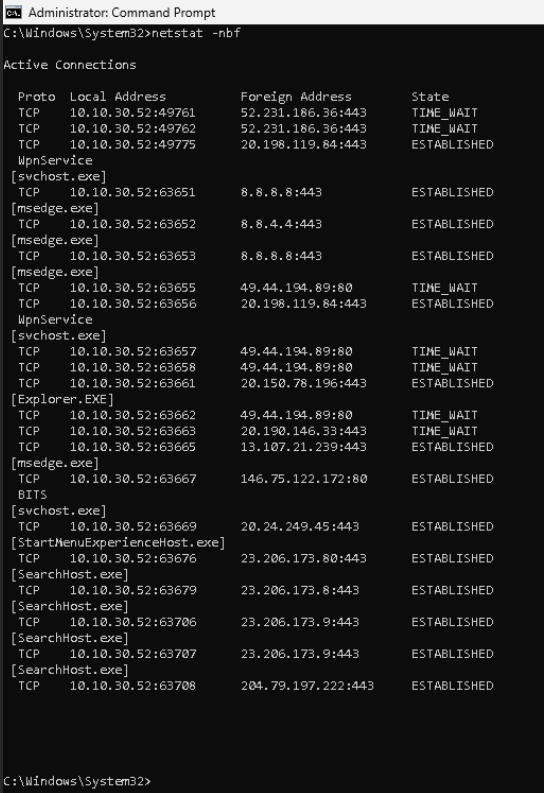 Administrator: Command Prompt
C:\Windows\System32>netstat -nbf
Active Connections
Proto Local Address Foreign Address State
TCP 10.10.30.52:49761 52.231.186.36:443 TIME_WAIT
TCP 10.10.30.52:49762 52.231.186.36:443 TIME_WAIT
TCP 10.10.30.52:49775 20.198.119.84:443 ESTABLISHED
WpnService
[svchost.exe]
TCP 10.10.30.52:63651 8.8.8.8:443 ESTABLISHED
[msedge.exe]
TCP 10.10.30.52:63652 8.8.4.4:443 ESTABLISHED
[msedge.exe]
TCP 10.10.30.52:63653 8.8.8.8:443 ESTABLISHED
[msedge.exe]
TCP 10.10.30.52:63655 49.44.194.89:80 TIME_WAIT
TCP 10.10.30.52:63656 20.198.119.84:443 ESTABLISHED
WpnService
[svchost.exe]
TCP 10.10.30.52:63657 49.44.194.89:80 TIME_WAIT
TCP 10.10.30.52:63658 49.44.194.89:80 TIME_WAIT
TCP 10.10.30.52:63661 20.150.78.196:443 ESTABLISHED
[Explorer.EXE]
TCP 10.10.30.52:63662 49.44.194.89:80 TIME_WAIT
TCP 10.10.30.52:63663 20.190.146.33:443 TIME_WAIT
TCP 10.10.30.52:63665 13.107.21.239:443 ESTABLISHED
[msedge.exe]
TCP 10.10.30.52:63667 146.75.122.172:80 ESTABLISHED
BITS
[svchost.exe]
TCP 10.10.30.52:63669 20.24.249.45:443 ESTABLISHED
[StartMenuExperienceHost.exe]
TCP 10.10.30.52:63676 23.206.173.80:443 ESTABLISHED
[SearchHost.exe]
TCP 10.10.30.52:63679 23.206.173.8:443 ESTABLISHED
[SearchHost.exe]
TCP 10.10.30.52:63706 23.206.173.9:443 ESTABLISHED
[SearchHost.exe]
TCP 10.10.30.52:63707 23.206.173.9:443 ESTABLISHED
[SearchHost.exe]
TCP 10.10.30.52:63708 204.79.197.222:443 ESTABLISHED
C:\Windows\System32>